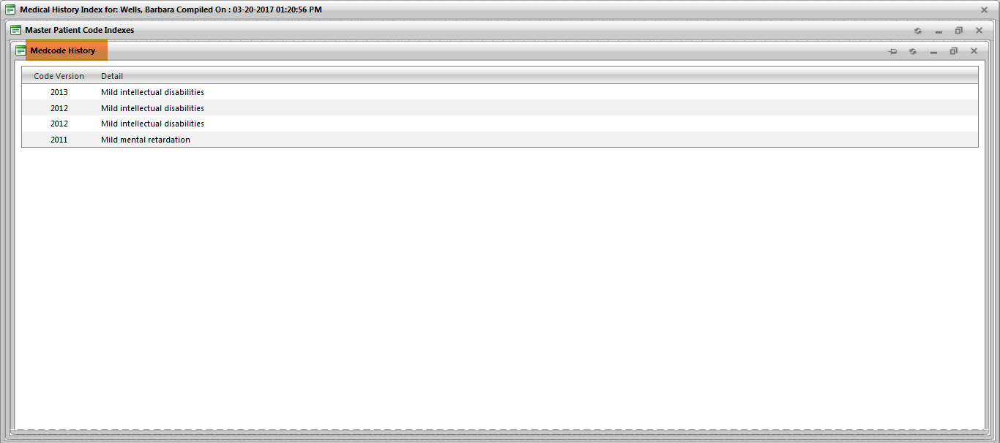 Medical History Index for: Wells, Barbara Compiled On : 03-20-2017 01:20:56 PM
Master Patient Code Indexes
Medcode History
Code Version Detail
2013 Mild intellectual disabilities
2012 Mild intellectual disabilities
2012 Mild intellectual disabilities
2011 Mild mental retardation